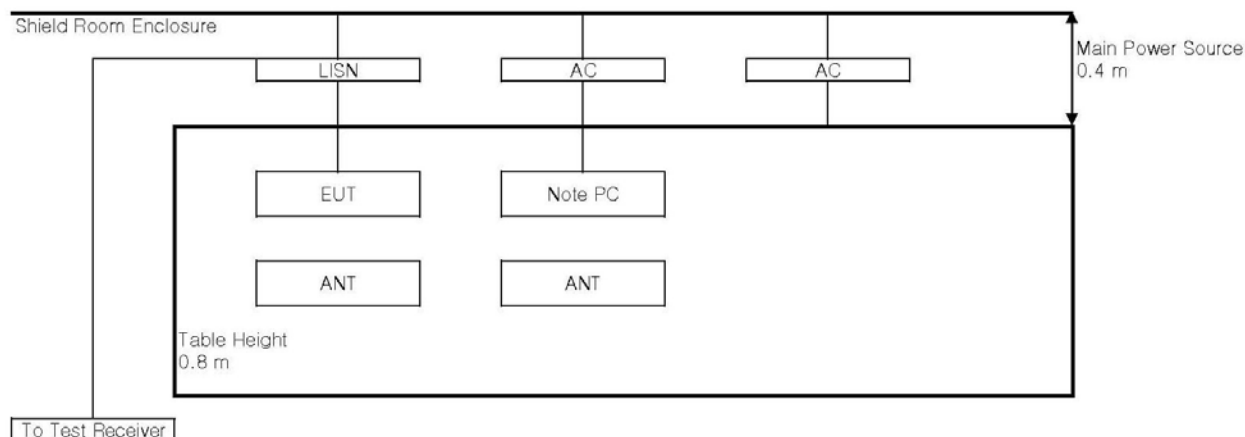 Shield Room Enclosure
Main Power Source
0.4 m
LISN
AC
AC
EUT
Note PC
ANT
ANT
Table Height
0.8 m
To Test Receiver